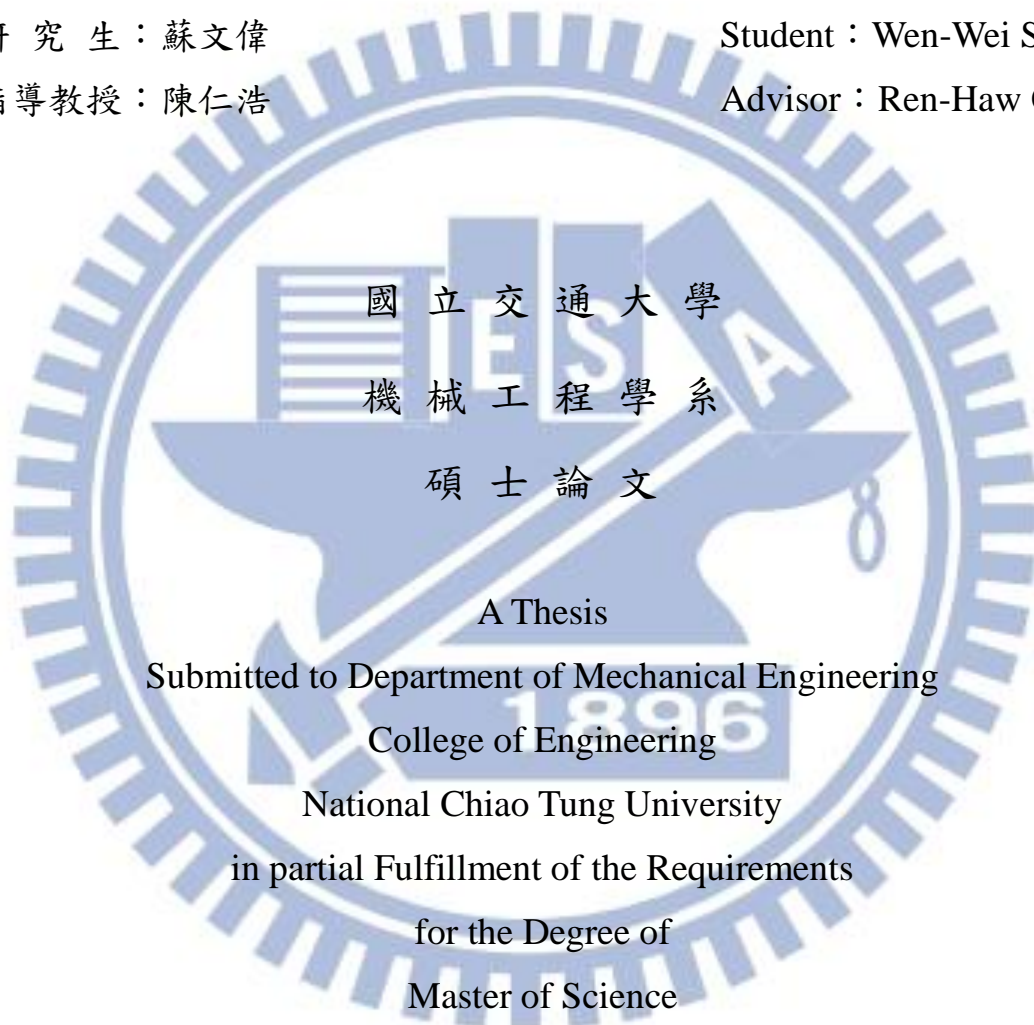 研 究 生：蘇文偉 Student：Wen-Wei S
指導教授：陳仁浩 Advisor：Ren-Haw
國 立 交 通 大 學
機 械 工 程 學 系
碩 士 論 文
E S A
A Thesis
Submitted to Department of Mechanical Engineering
1896
College of Engineering
National Chiao Tung University
in partial Fulfillment of the Requirements
for the Degree of
Master of Science